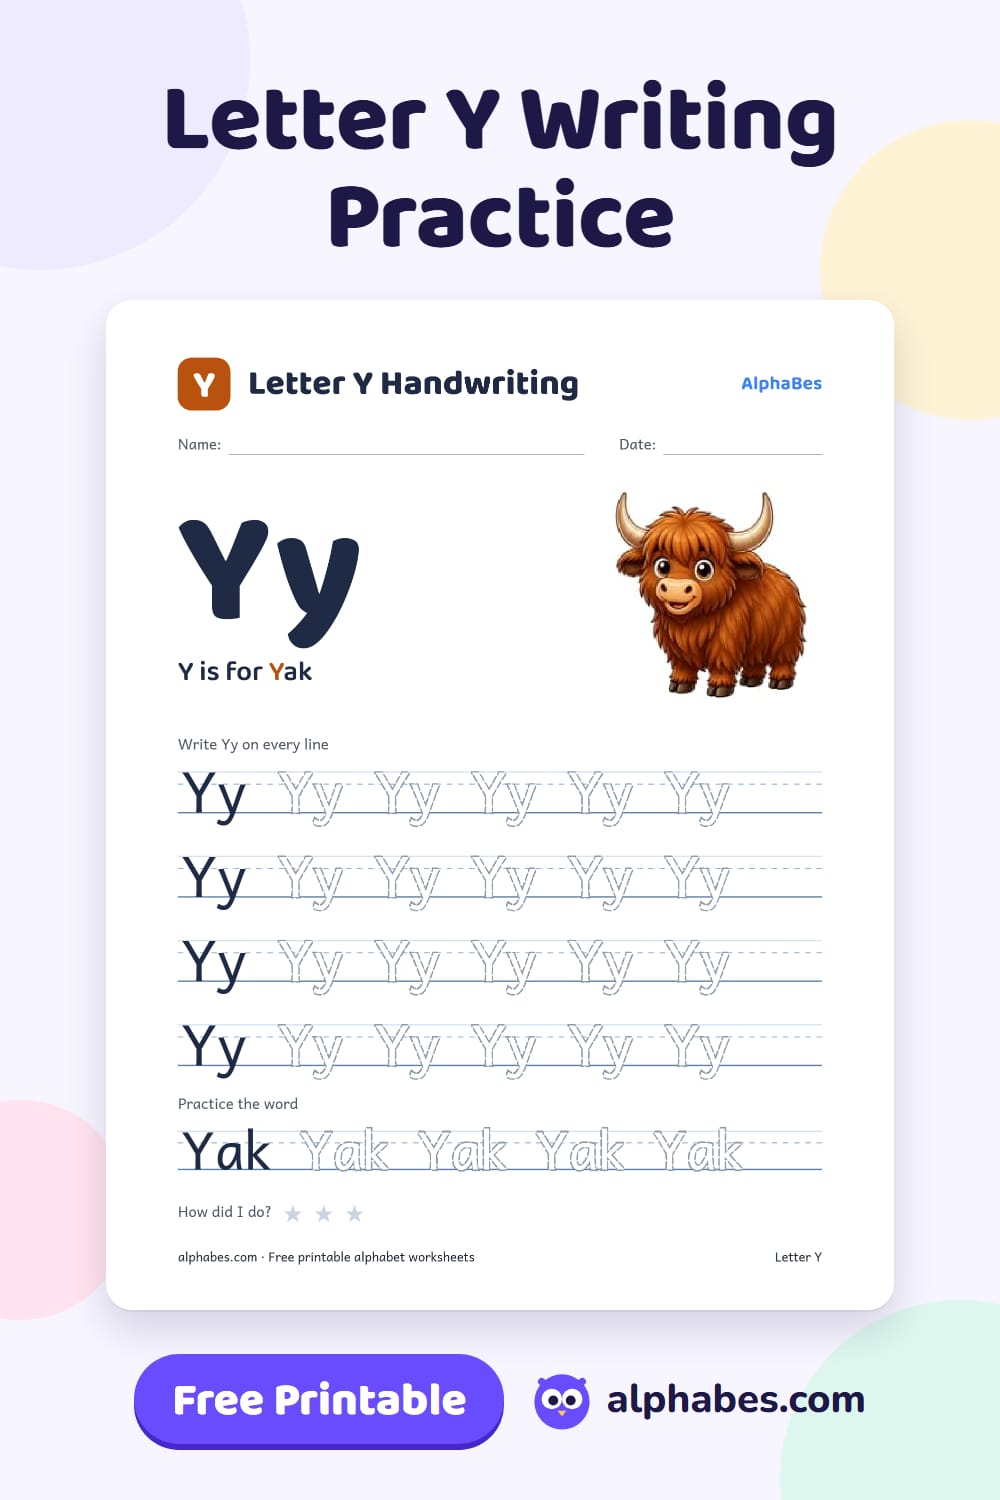 Letter Y Writing
Practice
Y Letter Y Handwriting AlphaBes
Name: Date:
Yy
Y is for Yak
Write Yy on every line
Yy Yy Yy Yy Yy Yy
Yy Yy Yy Yy Yy Yy
Yy Yy Yy Yy Yy Yy
Yy Yy Yy Yy Yy Yy
Practice the word
Yak Yak Yak Yak Yak
How did I do? ★ ★ ★
alphabes.com · Free printable alphabet worksheets Letter Y
Free Printable alphabes.com